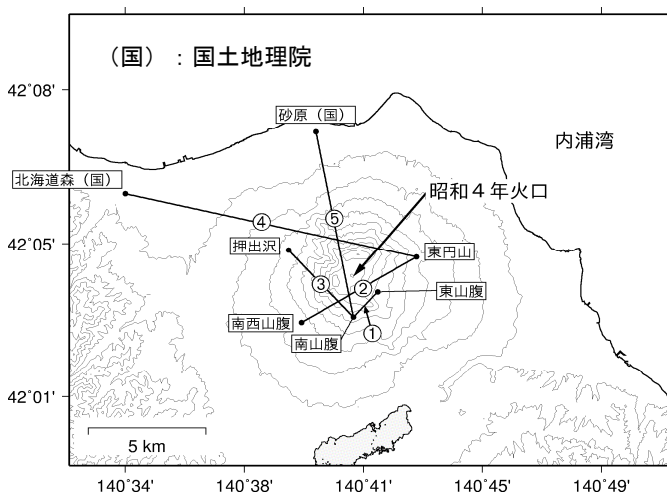 （国）：国土地理院
42˚08'
砂原（国）
内浦湾
北海道森（国）
昭和４年火口
⑤
④
42˚05'
押出沢
東円山
③
②
東山腹
南西山腹
南山腹
①
42˚01'
5 km
140˚34'
140˚38'
140˚41'
140˚45'
140˚49'